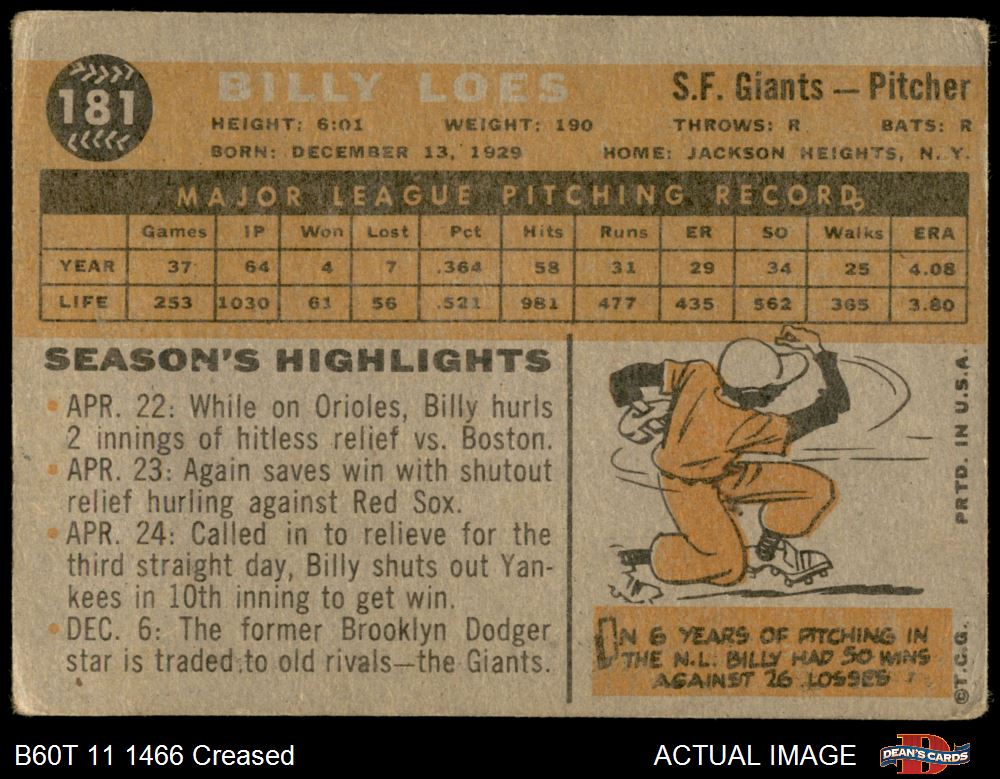 181
BILLY LOES
S.F. Giants — Pitcher
HEIGHT: 6:01 WEIGHT: 190 THROWS: R BATS: R
BORN: DECEMBER 13, 1929 HOME: JACKSON HEIGHTS, N. Y.
MAJOR LEAGUE PITCHING RECORD
Games IP Won Lost Pct Hits Runs ER SO Walks ERA
YEAR 37 64 4 7 .364 58 31 29 34 25 4.08
LIFE 253 1030 61 56 .521 981 477 435 562 365 3.80
SEASON'S HIGHLIGHTS
• APR. 22: While on Orioles, Billy hurls
2 innings of hitless relief vs. Boston.
• APR. 23: Again saves win with shutout
relief hurling against Red Sox.
• APR. 24: Called in to relieve for the
third straight day, Billy shuts out Yan-
kees in 10th inning to get win.
• DEC. 6: The former Brooklyn Dodger
star is traded to old rivals—the Giants.
IN 6 YEARS OF PITCHING IN
THE N.L. BILLY HAD 50 WINS
AGAINST 26 LOSSES
PRTD. IN U.S.A.
©T.C.G.
B60T 11 1466 Creased
ACTUAL IMAGE
DEAN'S CARDS